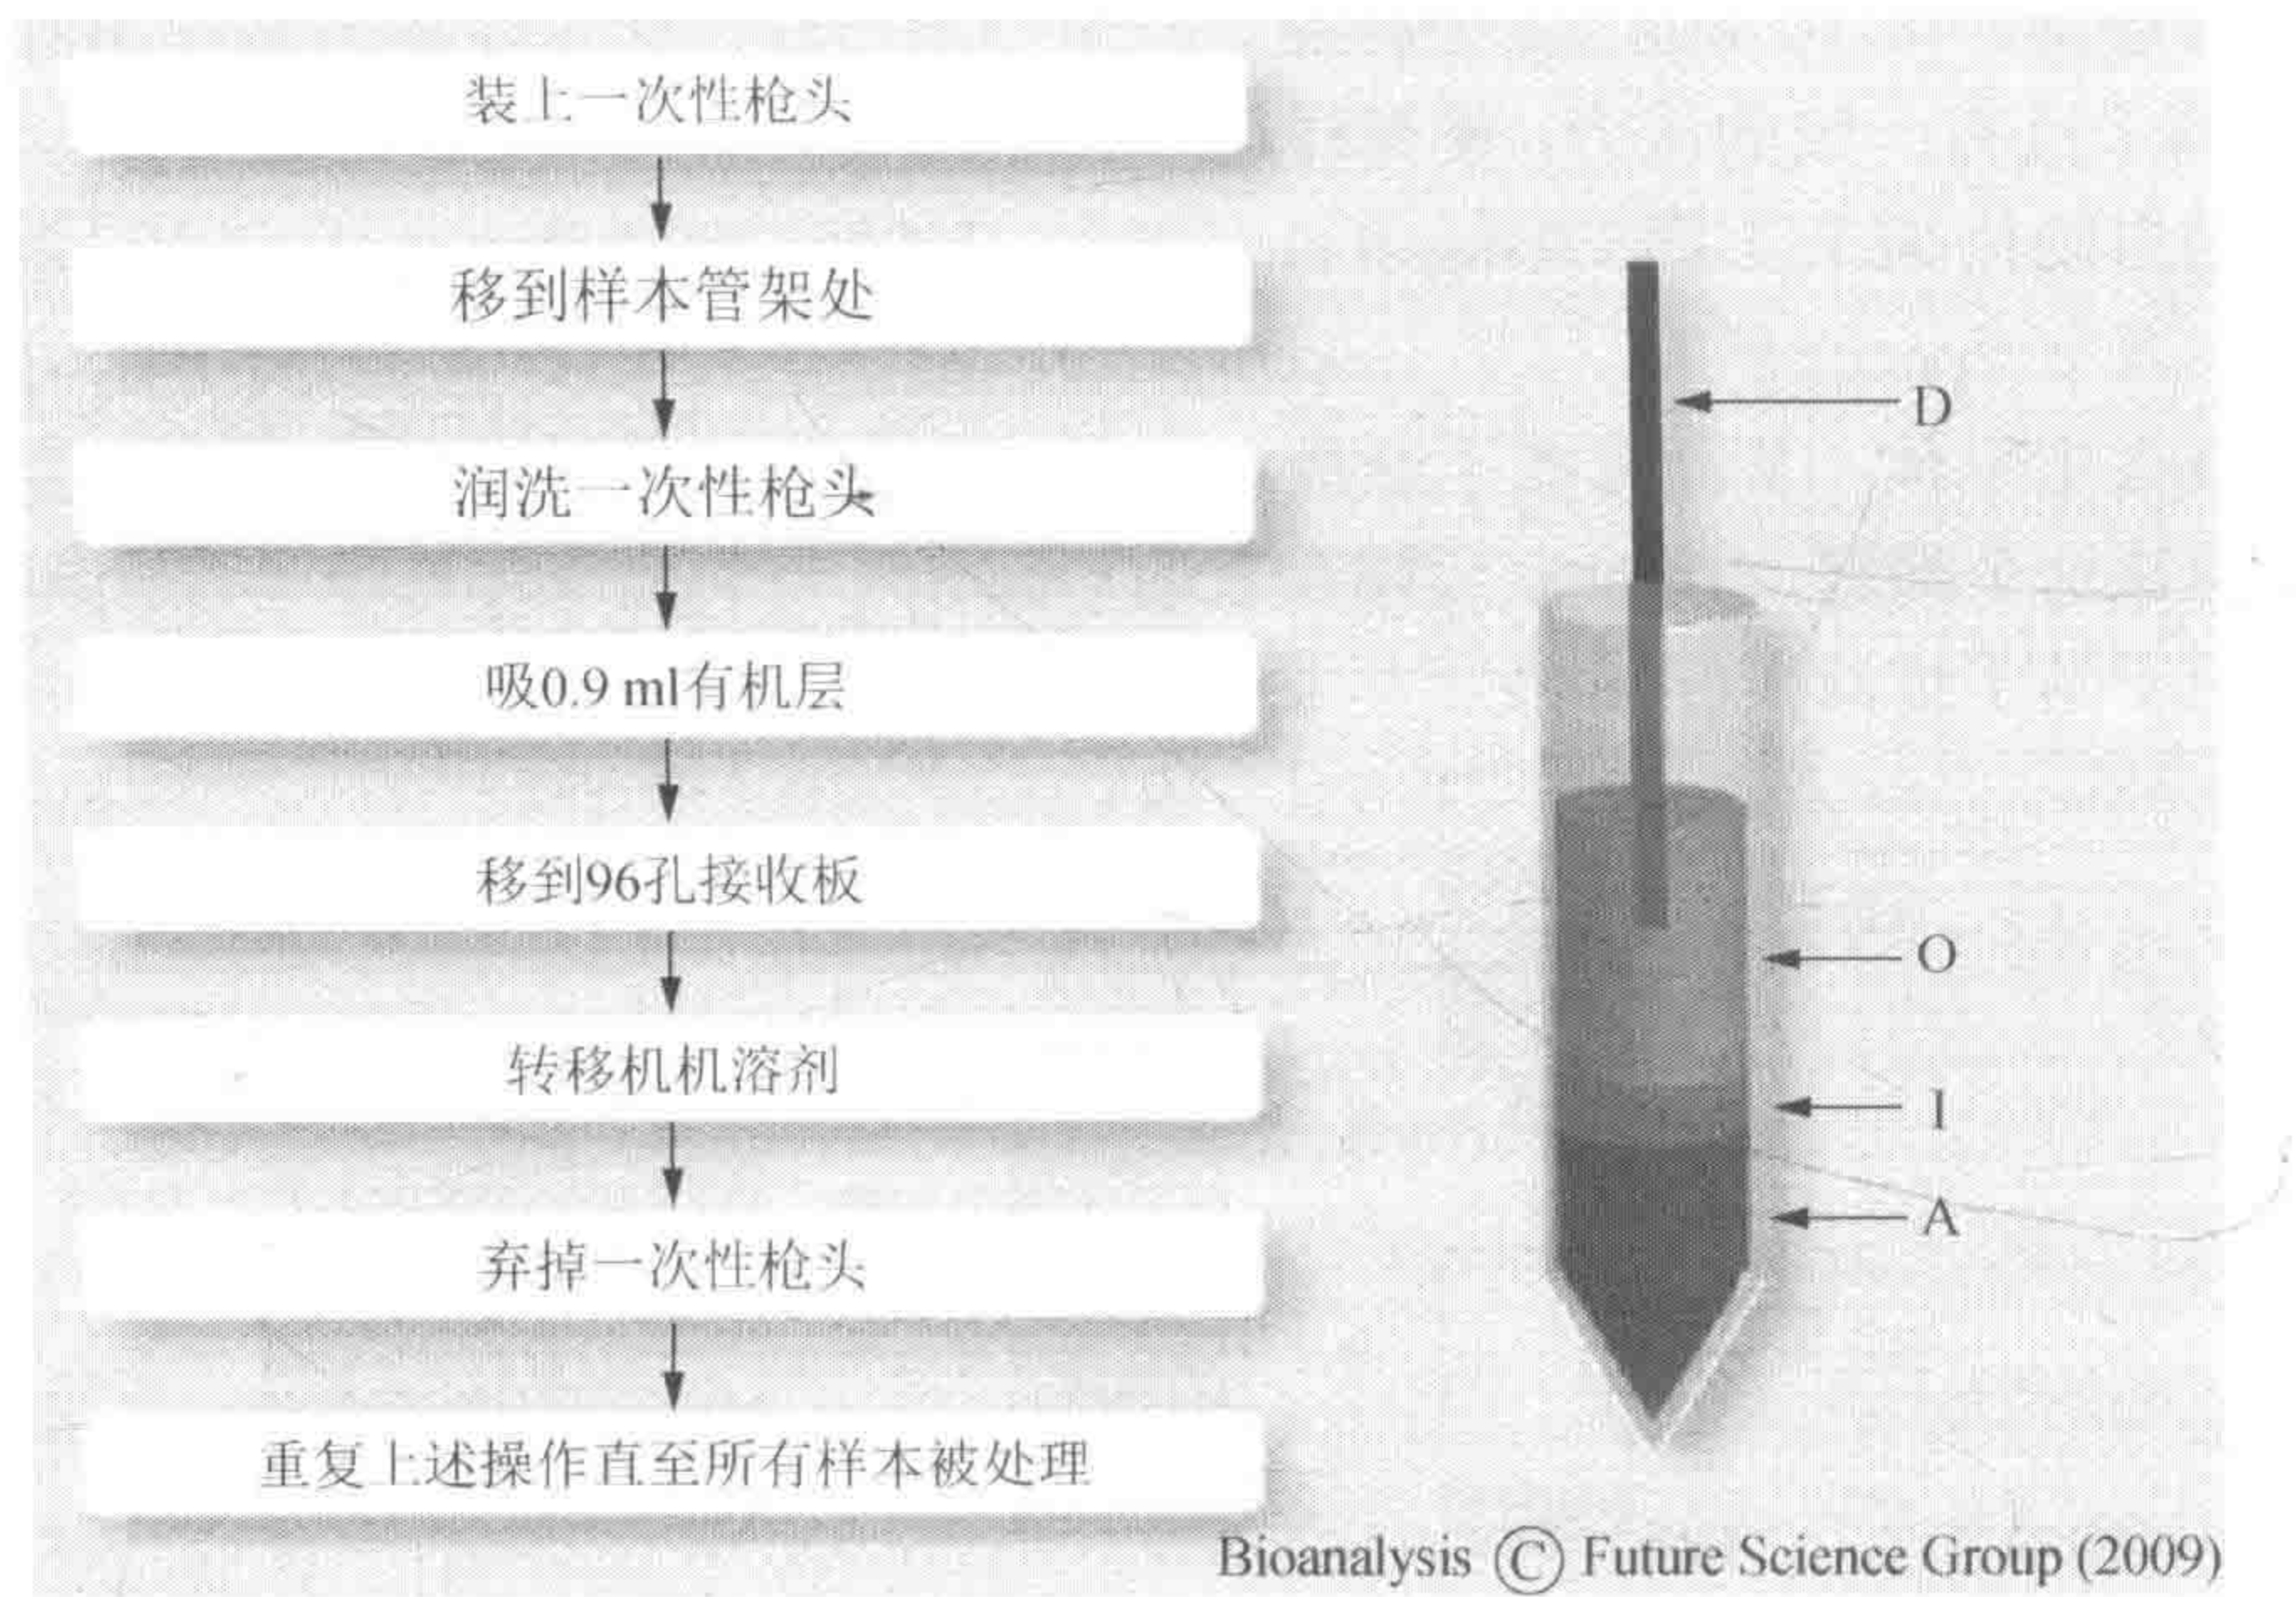 装上一次性枪头
移到样本管架处
润洗一次性枪头
吸0.9 ml有机层
移到96孔接收板
转移机机溶剂
弃掉一次性枪头
重复上述操作直至所有样本被处理
D
O
I
A
Bioanalysis © Future Science Group (2009)